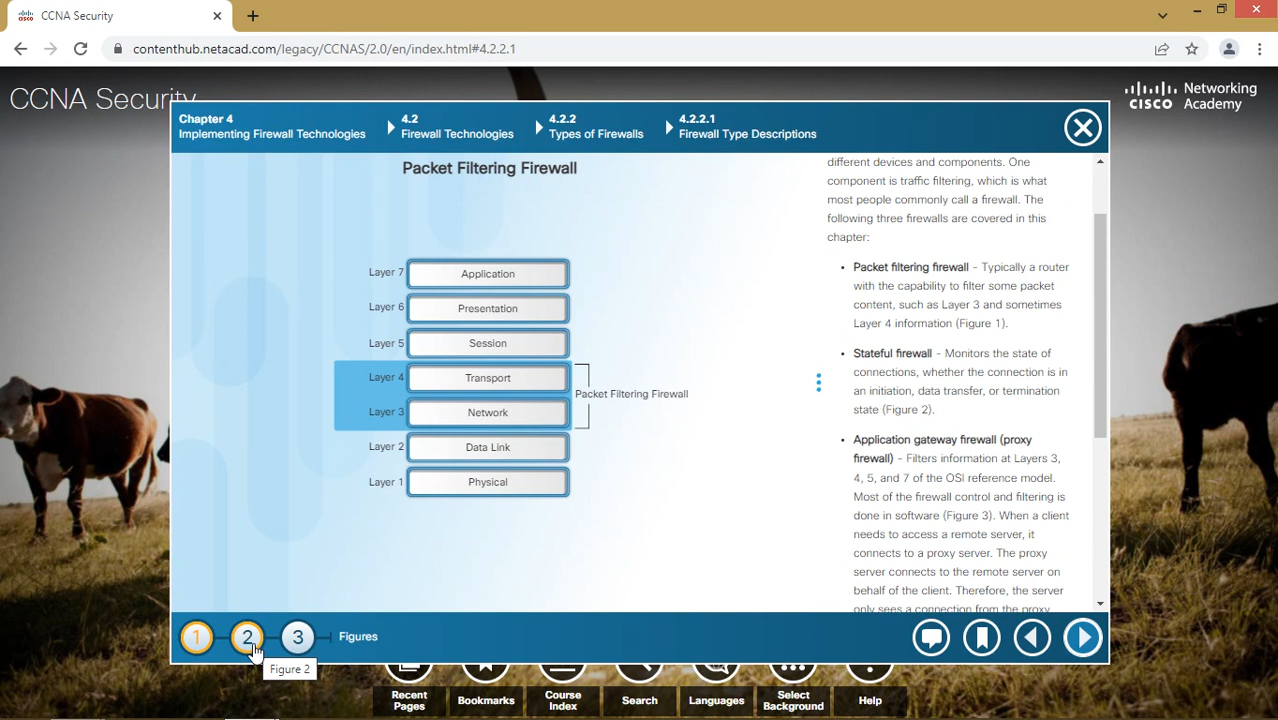 CCNA Security
contenthub.netacad.com/legacy/CCNAS/2.0/en/index.html#4.2.2.1
CCNA Security
Networking
CISCO Academy
Chapter 4
Implementing Firewall Technologies
4.2
Firewall Technologies
4.2.2
Types of Firewalls
4.2.2.1
Firewall Type Descriptions
Packet Filtering Firewall
Layer 7 Application
Layer 6 Presentation
Layer 5 Session
Layer 4 Transport
Packet Filtering Firewall
Layer 3 Network
Layer 2 Data Link
Layer 1 Physical
different devices and components. One
component is traffic filtering, which is what
most people commonly call a firewall. The
following three firewalls are covered in this
chapter:
• Packet filtering firewall - Typically a router
with the capability to filter some packet
content, such as Layer 3 and sometimes
Layer 4 information (Figure 1).
• Stateful firewall - Monitors the state of
connections, whether the connection is in
an initiation, data transfer, or termination
state (Figure 2).
• Application gateway firewall (proxy
firewall) - Filters information at Layers 3,
4, 5, and 7 of the OSI reference model.
Most of the firewall control and filtering is
done in software (Figure 3). When a client
needs to access a remote server, it
connects to a proxy server. The proxy
server connects to the remote server on
behalf of the client. Therefore, the server
only sees a connection from the proxy
1 2 3 Figures
Figure 2
Recent
Pages
Bookmarks
Course
Index
Search
Languages
Select
Background
Help